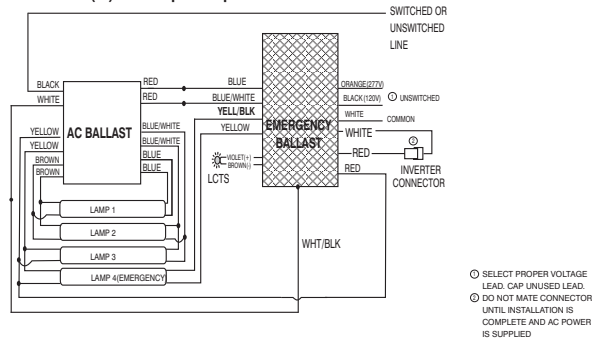 SWITCHED OR
UNSWITCHED
LINE
BLACK
WHITE
YELLOW
YELLOW
BROWN
BROWN
AC BALLAST
RED
RED
BLUE/WHITE
BLUE/WHITE
BLUE
BLUE
BLUE
BLUE/WHITE
YELL/BLK
YELLOW
EMERGENCY
BALLAST
VIOLET(+)
BROWN(-)
LCTS
ORANGE(277V)
BLACK(120V)
① UNSWITCHED
WHITE
COMMON
WHITE
RED
②
RED
INVERTER
CONNECTOR
LAMP 1
LAMP 2
LAMP 3
LAMP 4(EMERGENCY)
WHT/BLK
① SELECT PROPER VOLTAGE
LEAD. CAP UNUSED LEAD.
② DO NOT MATE CONNECTOR
UNTIL INSTALLATION IS
COMPLETE AND AC POWER
IS SUPPLIED